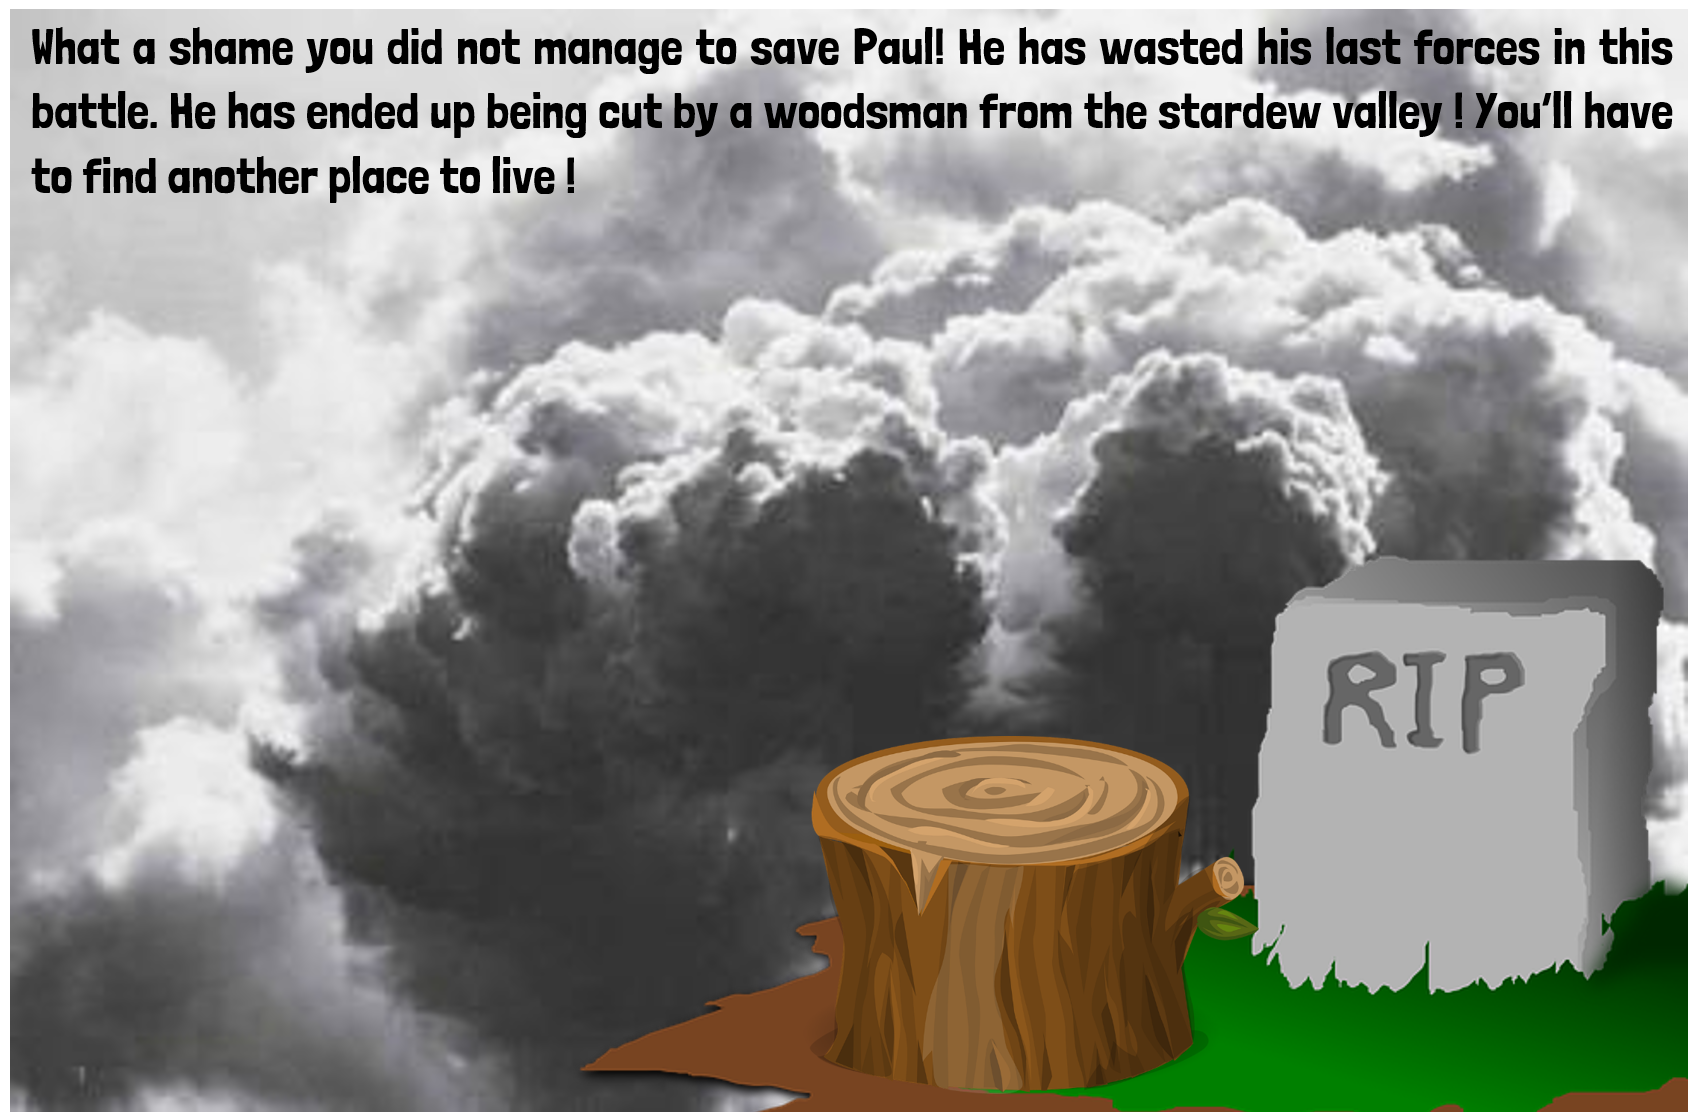 What a shame you did not manage to save Paul! He has wasted his last forces in this
battle. He has ended up being cut by a woodsman from the stardew valley ! You'll have
to find another place to live !
RIP